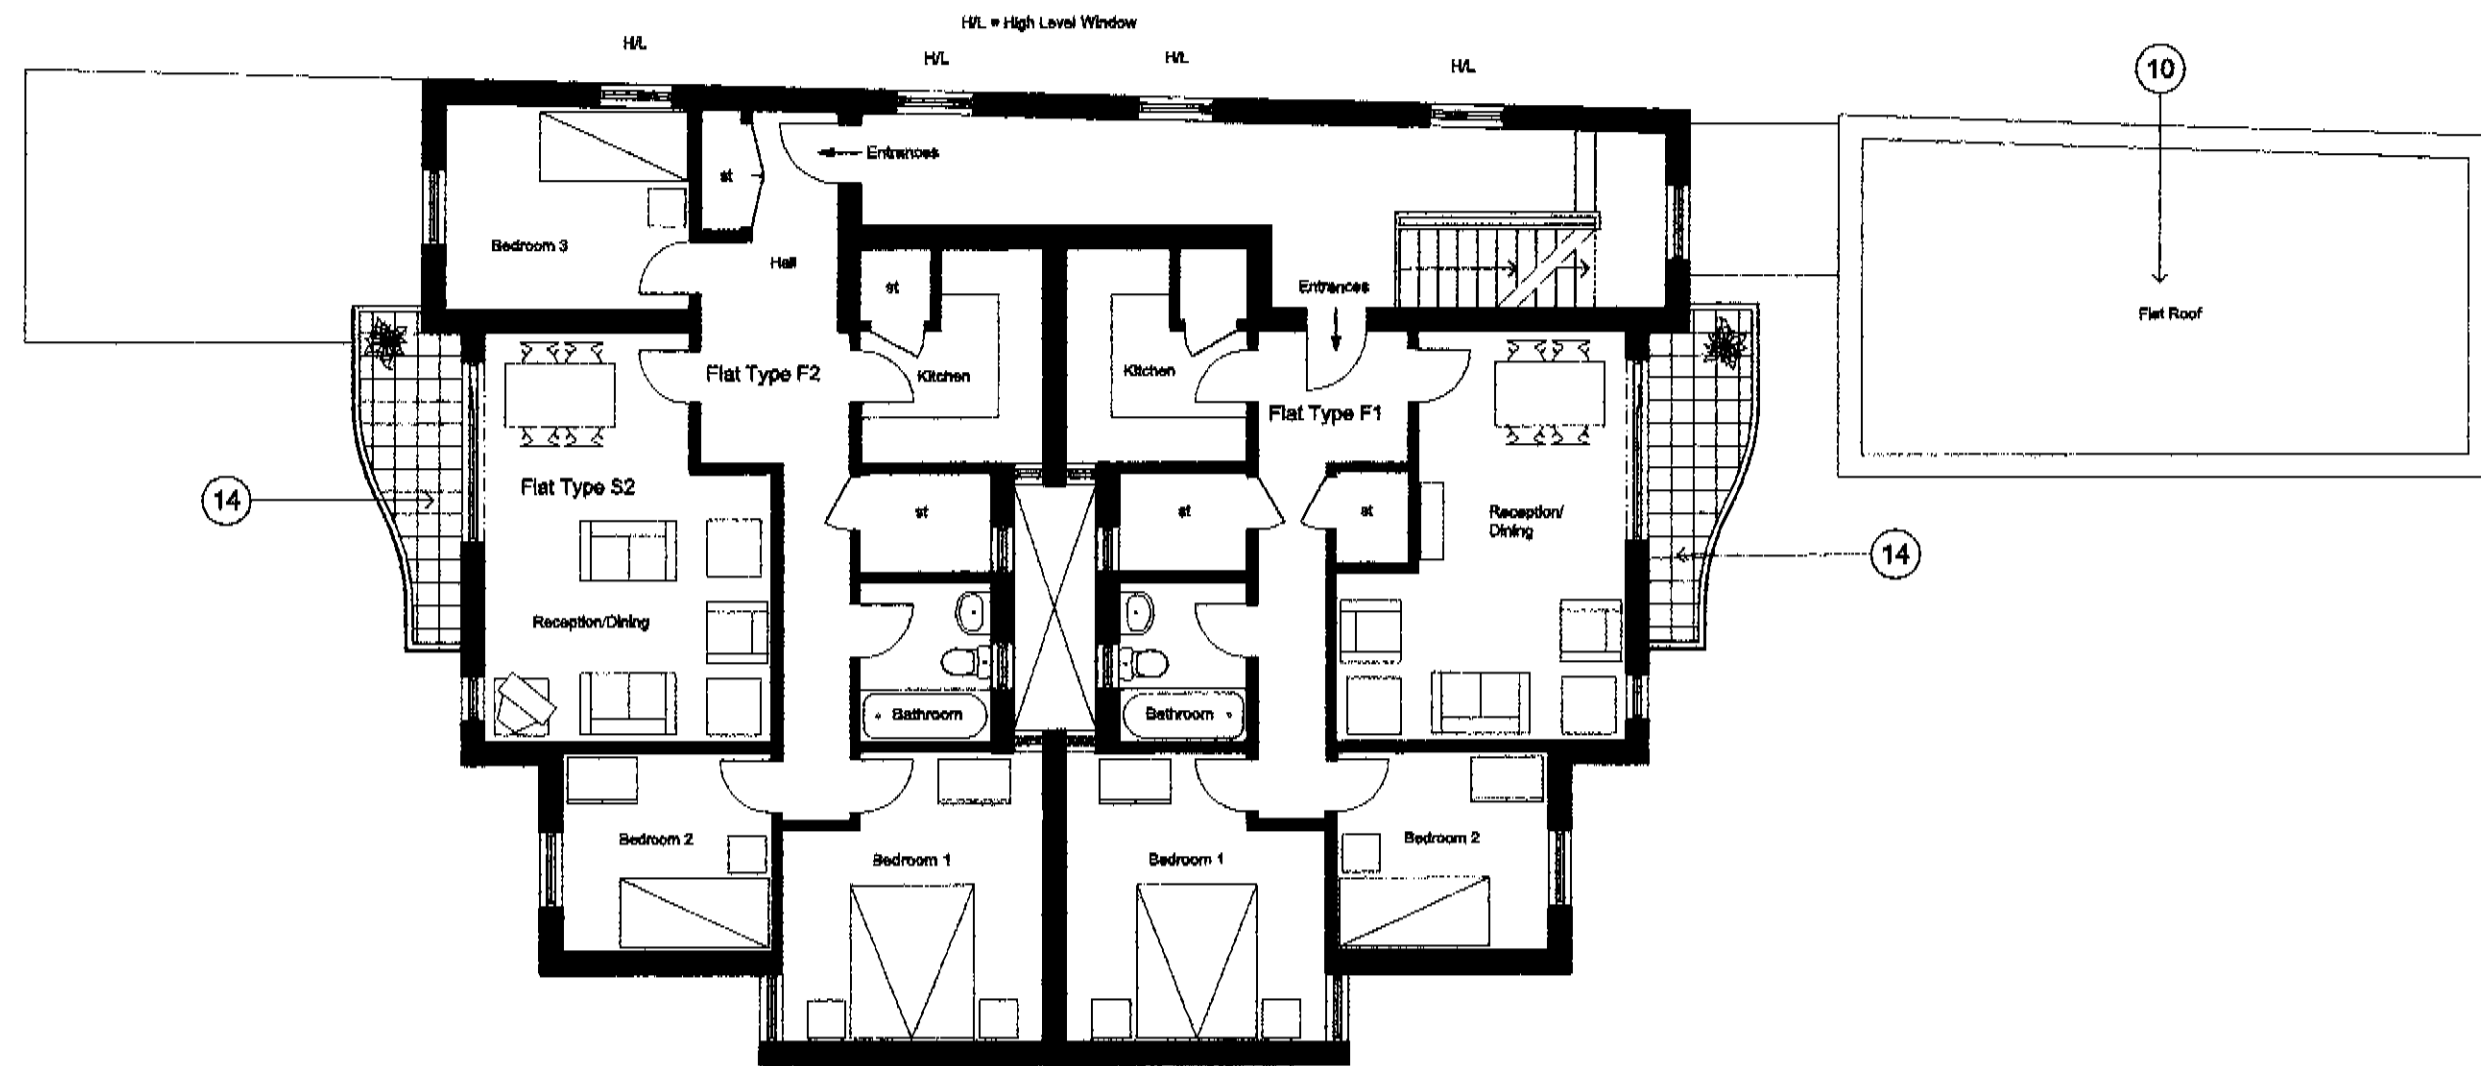 H/L = High Level Window
H/L
H/L
H/L
H/L
10
Entrances
st
Bedroom 3
Hall
st
Entrances
Flat Roof
Flat Type F2
Kitchen
Kitchen
Flat Type F1
14
Flat Type S2
st
st
st
Reception/
Dining
14
Reception/Dining
Bathroom
Bathroom
Bedroom 2
Bedroom 1
Bedroom 1
Bedroom 2